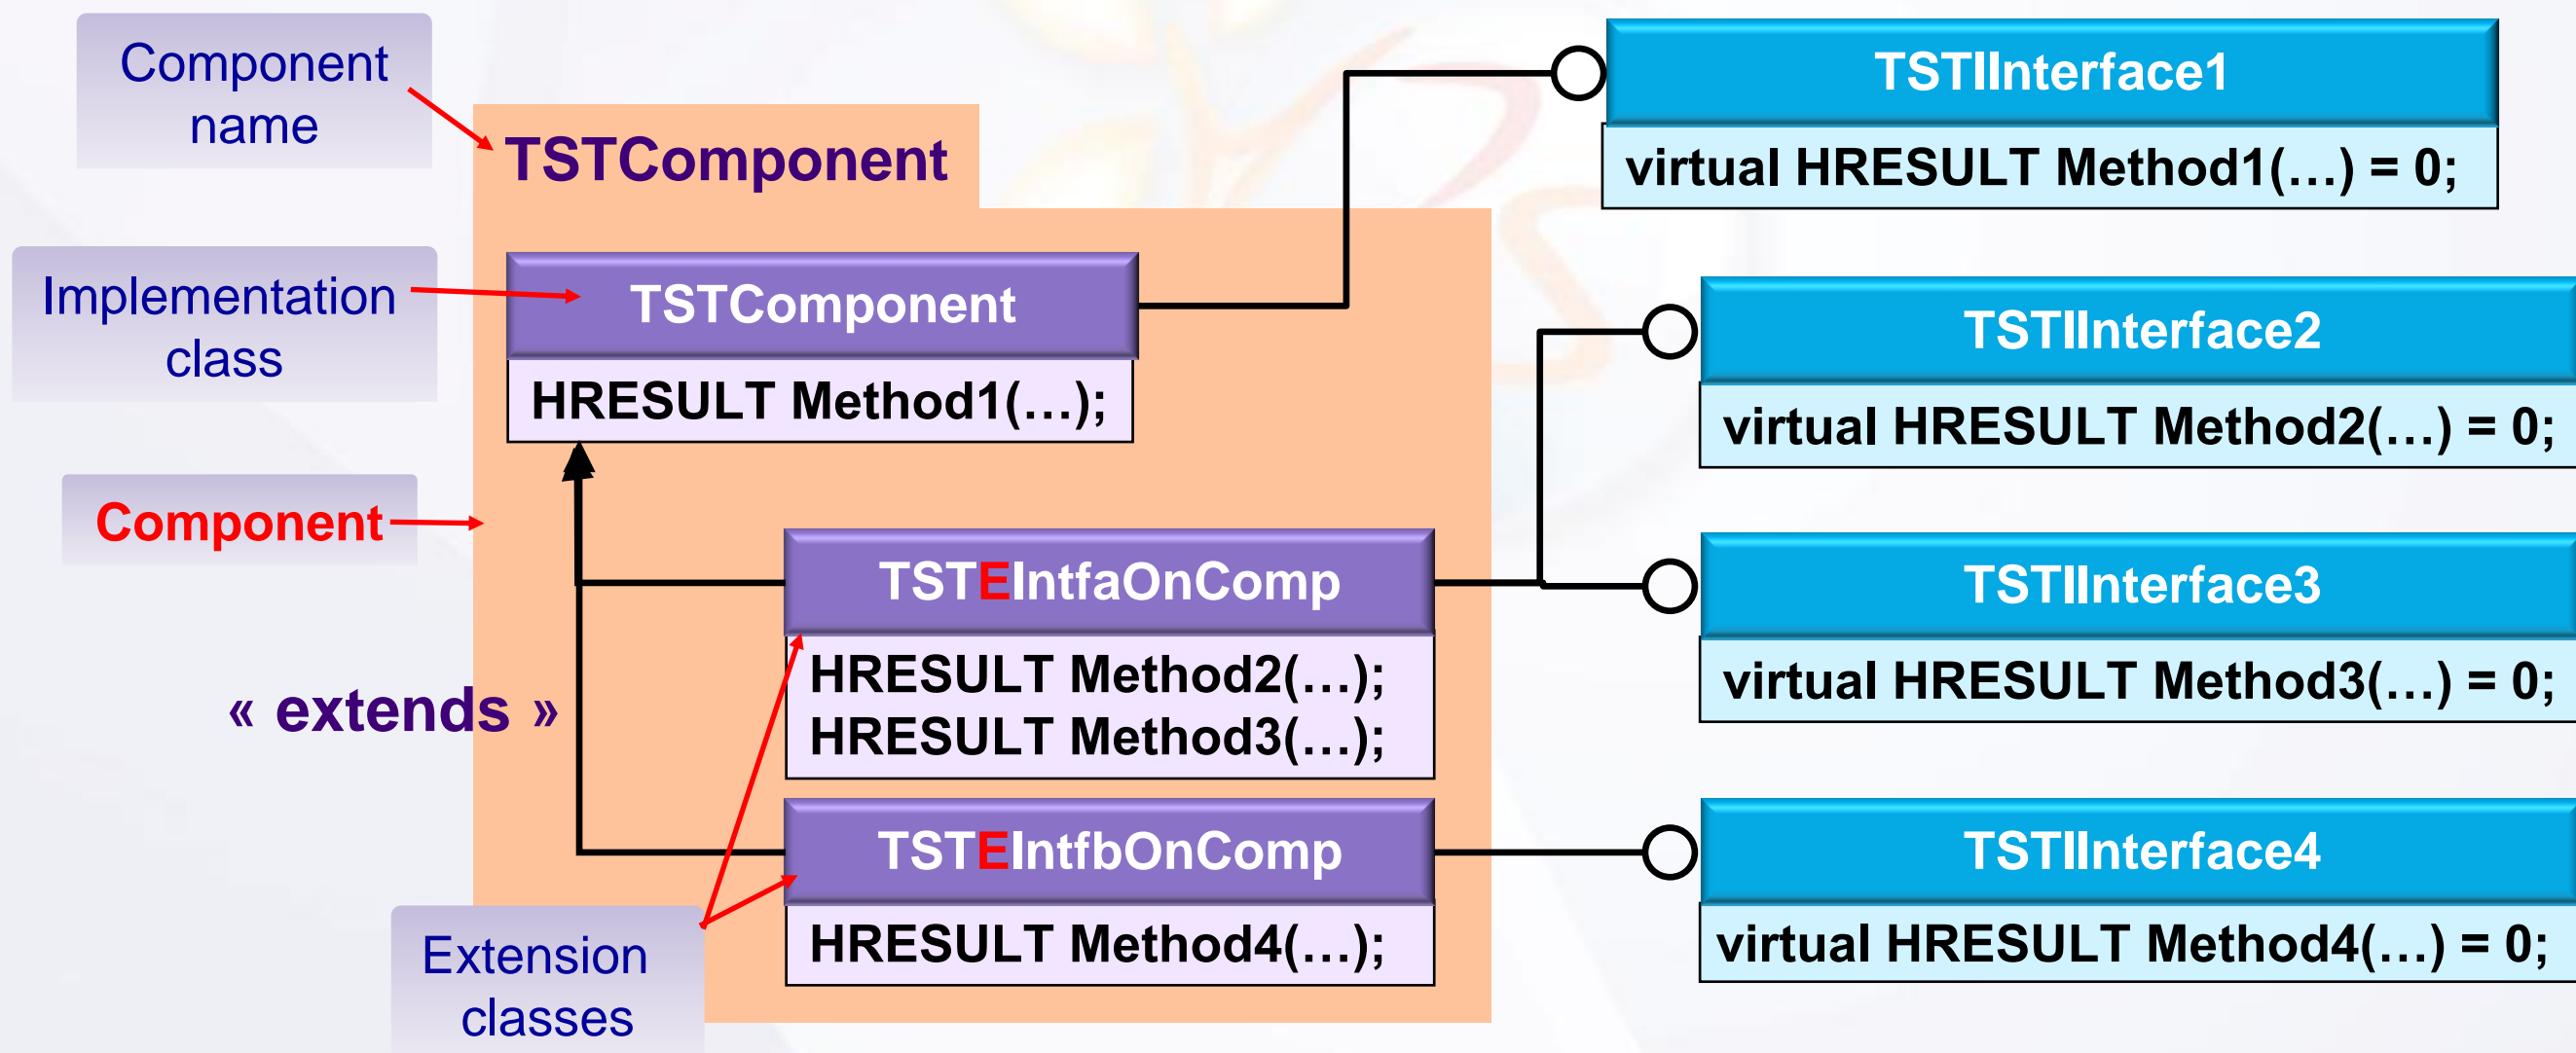 Component
name
TSTComponent
TSTIInterface1
virtual HRESULT Method1(…) = 0;
Implementation
class
TSTComponent
HRESULT Method1(…);
TSTIInterface2
virtual HRESULT Method2(…) = 0;
Component
TSTEIntfaOnComp
HRESULT Method2(…);
HRESULT Method3(…);
TSTIInterface3
virtual HRESULT Method3(…) = 0;
« extends »
TSTEIntfbOnComp
HRESULT Method4(…);
TSTIInterface4
virtual HRESULT Method4(…) = 0;
Extension
classes